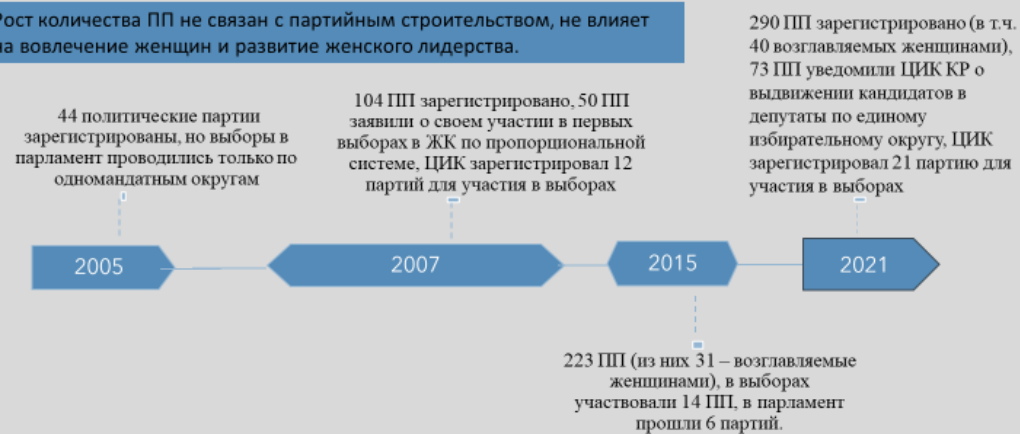 Рост количества ПП не связан с партийным строительством, не влияет
на вовлечение женщин и развитие женского лидерства.
44 политические партии
зарегистрированы, но выборы в
парламент проводились только по
одномандатным округам
104 ПП зарегистрировано, 50 ПП
заявили о своем участии в первых
выборах в ЖК по пропорциональной
системе, ЦИК зарегистрировал 12
партий для участия в выборах
290 ПП зарегистрировано (в т.ч.
40 возглавляемых женщинами),
73 ПП уведомили ЦИК КР о
выдвижении кандидатов в
депутаты по единому
избирательному округу, ЦИК
зарегистрировал 21 партию для
участия в выборах
2005
2007
2015
2021
223 ПП (из них 31 – возглавляемые
женщинами), в выборах
участвовали 14 ПП, в парламент
прошли 6 партий.